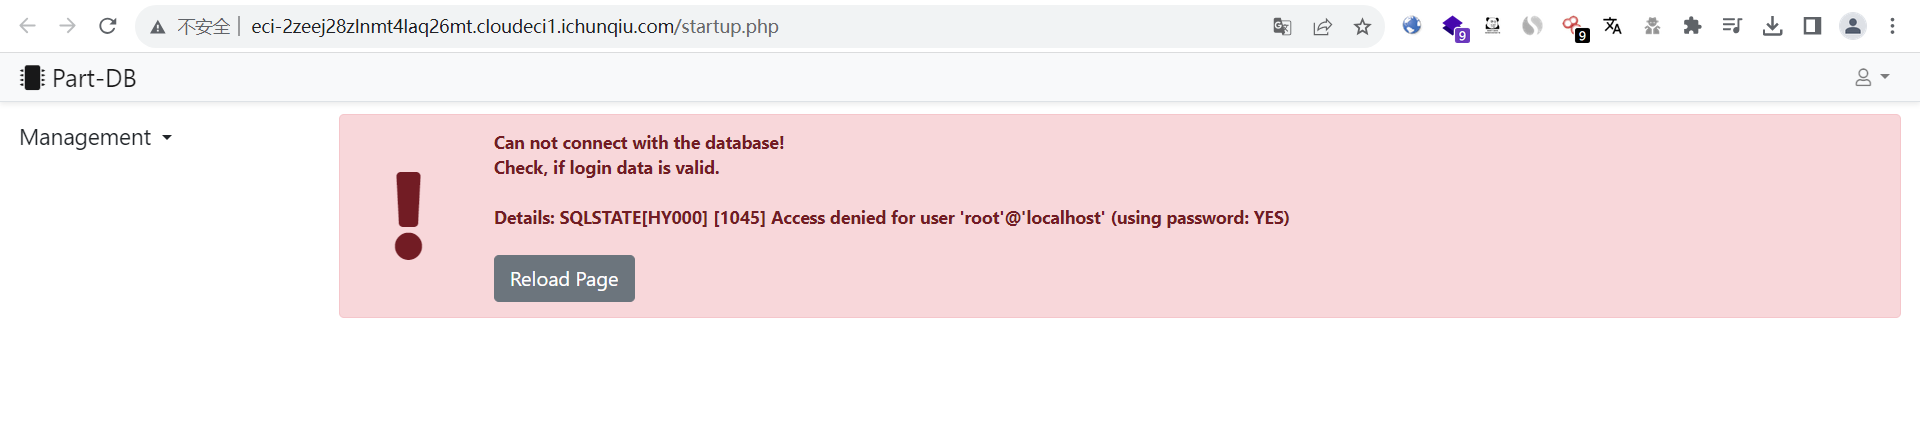 不安全 eci-2zeej28zlnmt4laq26mt.cloudeci1.ichunqiu.com/startup.php
9
9
Part-DB
Management
Can not connect with the database!
Check, if login data is valid.
Details: SQLSTATE[HY000] [1045] Access denied for user 'root'@'localhost' (using password: YES)
Reload Page